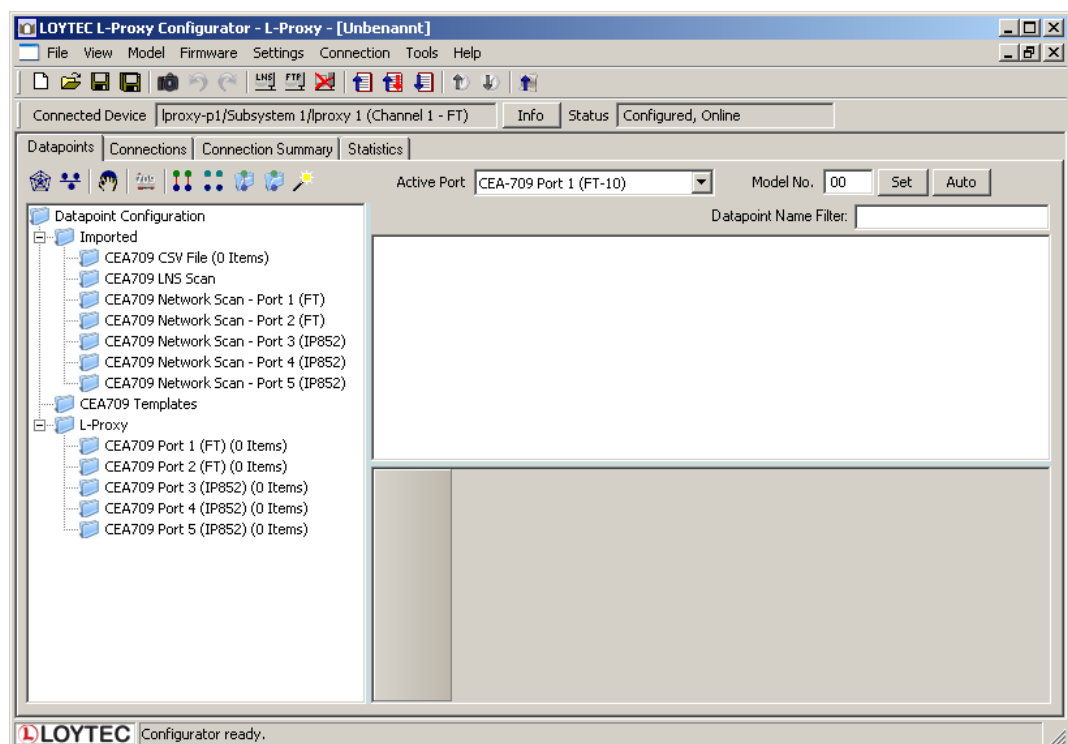 LOYTEC L-Proxy Configurator - L-Proxy - [Unbenannt]
File View Model Firmware Settings Connection Tools Help
LNS FTP
Connected Device lproxy-p1/Subsystem 1/lproxy 1 (Channel 1 - FT) Info Status Configured, Online
Datapoints Connections Connection Summary Statistics
Active Port CEA-709 Port 1 (FT-10) Model No. 00 Set Auto
Datapoint Name Filter:
Datapoint Configuration
Imported
CEA709 CSV File (0 Items)
CEA709 LNS Scan
CEA709 Network Scan - Port 1 (FT)
CEA709 Network Scan - Port 2 (FT)
CEA709 Network Scan - Port 3 (IP852)
CEA709 Network Scan - Port 4 (IP852)
CEA709 Network Scan - Port 5 (IP852)
CEA709 Templates
L-Proxy
CEA709 Port 1 (FT) (0 Items)
CEA709 Port 2 (FT) (0 Items)
CEA709 Port 3 (IP852) (0 Items)
CEA709 Port 4 (IP852) (0 Items)
CEA709 Port 5 (IP852) (0 Items)
LOYTEC Configurator ready.